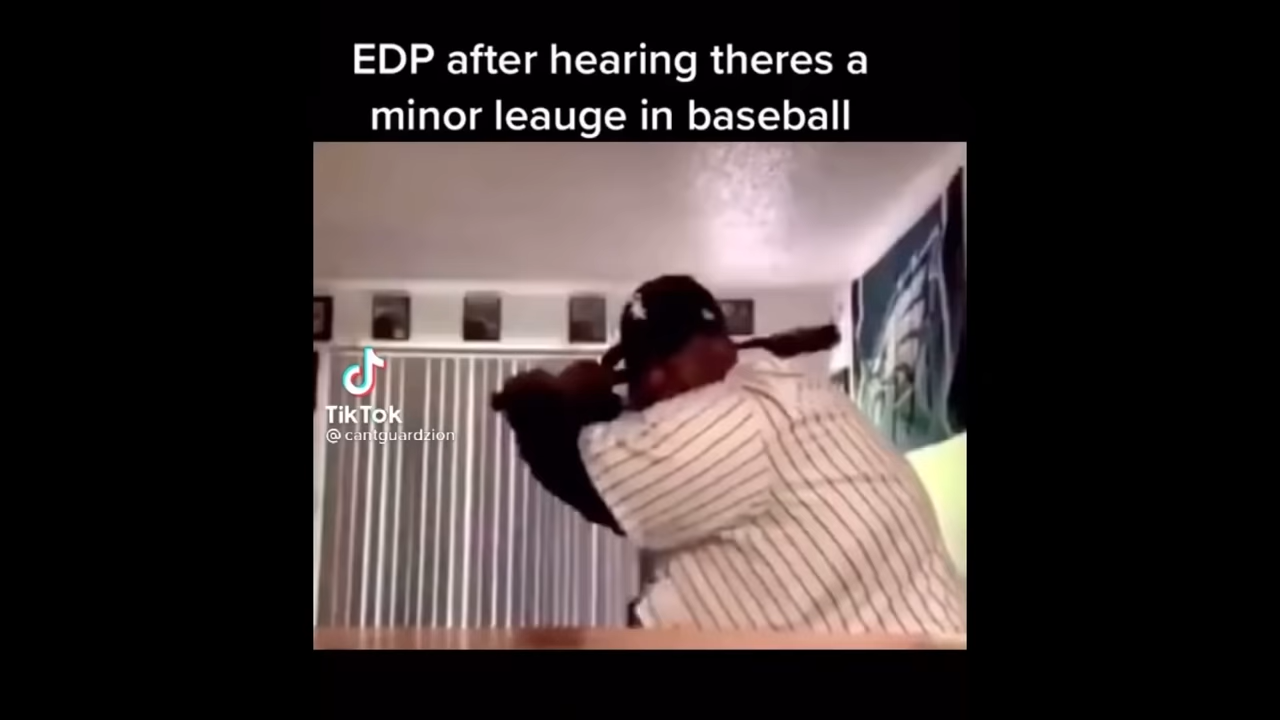 EDP after hearing theres a
minor leauge in baseball
TikTok
@ cantguardzion